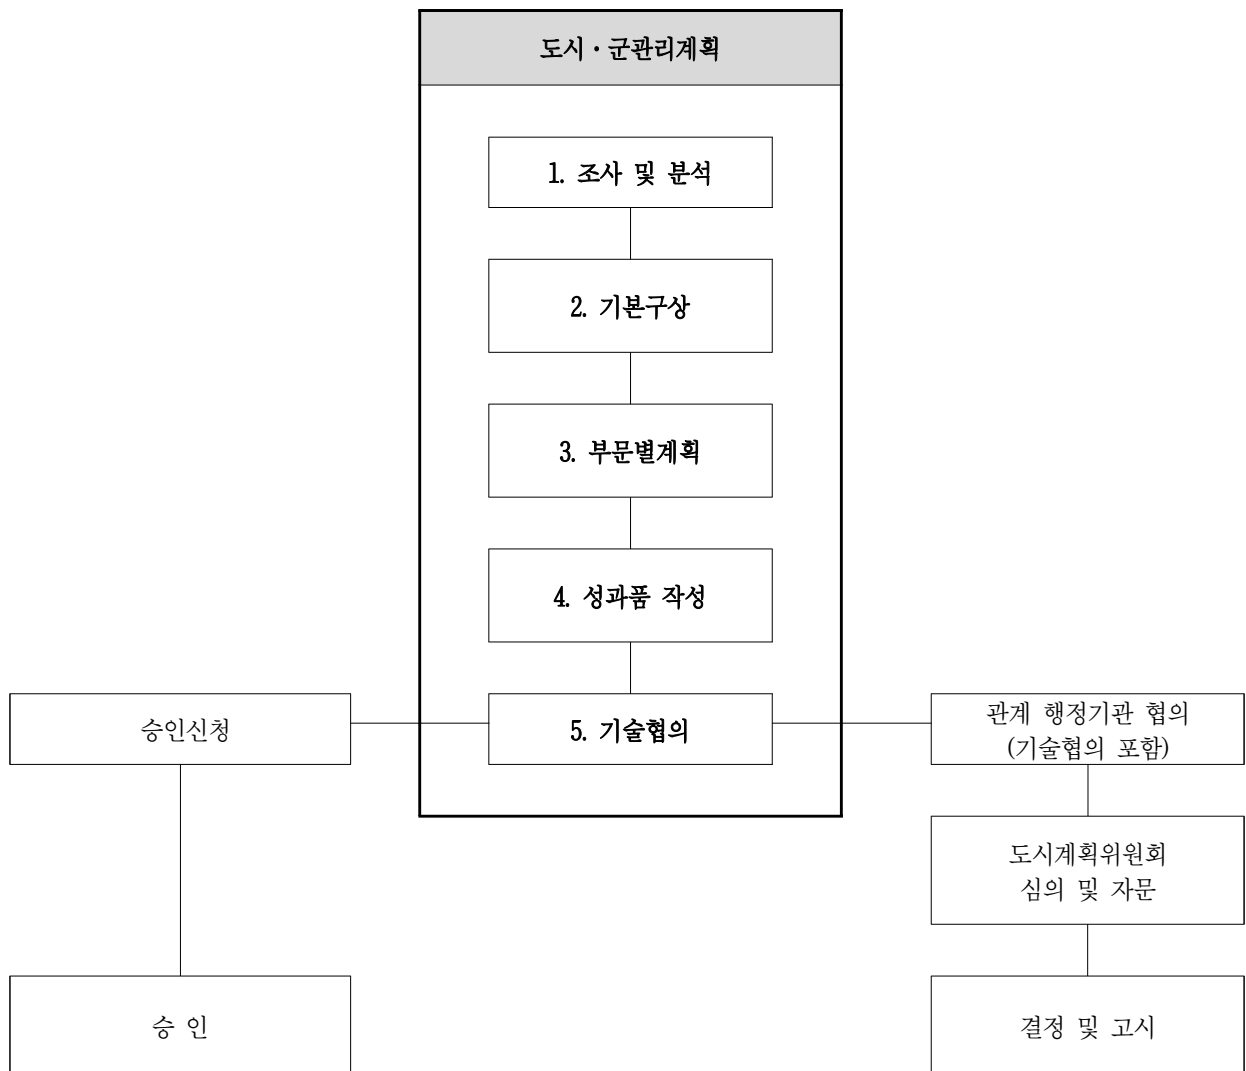 도시·군관리계획
1. 조사 및 분석
2. 기본구상
3. 부문별계획
4. 성과품 작성
승인신청
5. 기술협의
관계 행정기관 협의
(기술협의 포함)
도시계획위원회
심의 및 자문
승 인
결정 및 고시